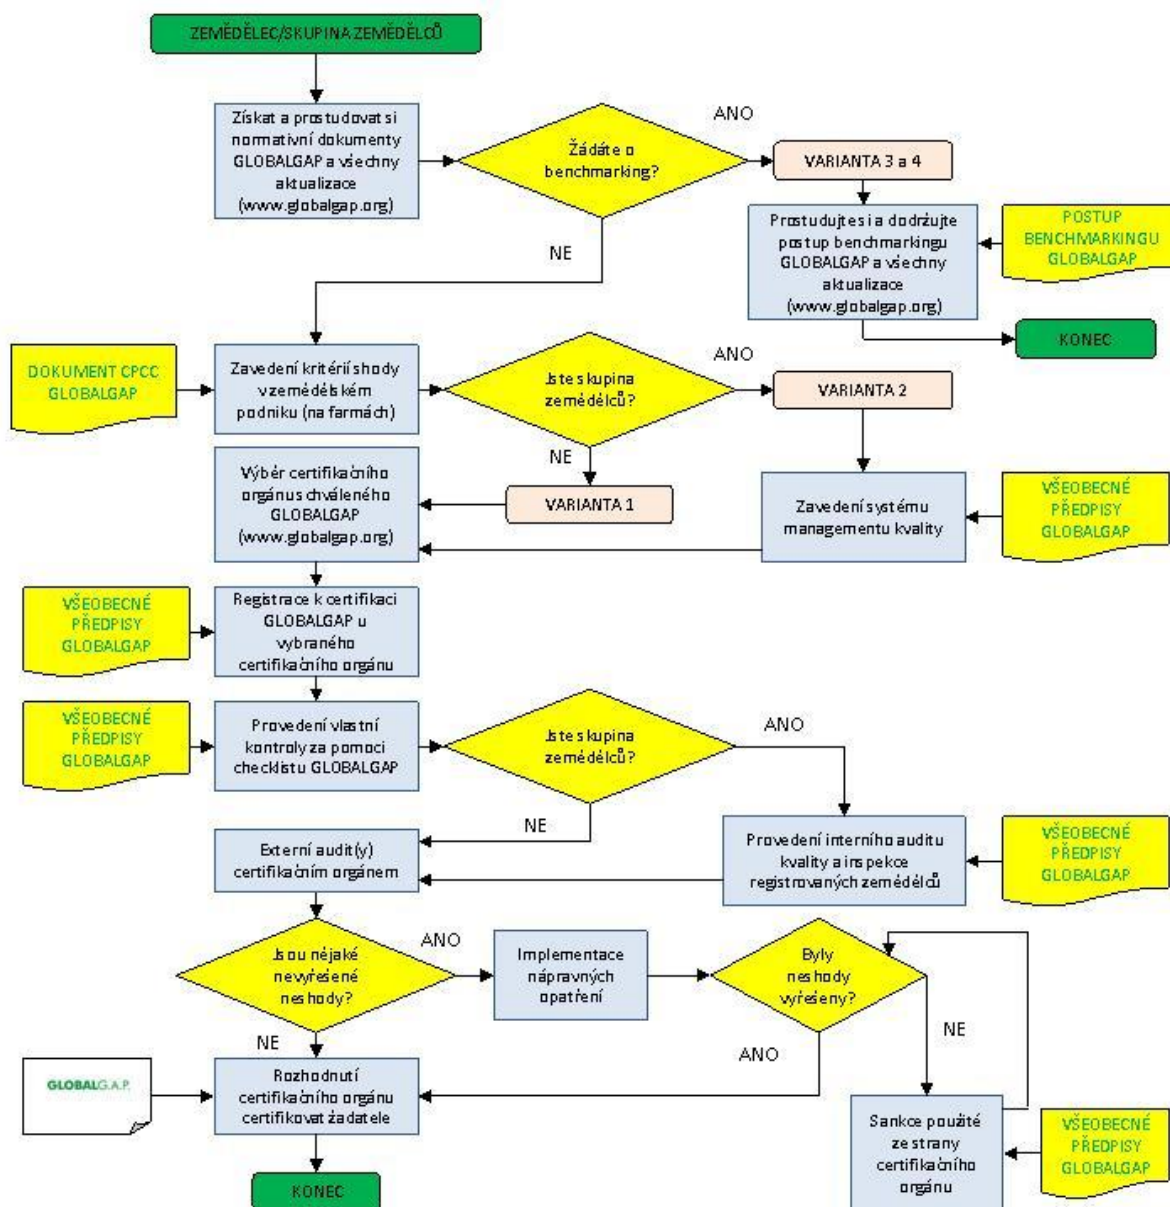 ZEMĚDĚLEC/SKUPINA ZEMĚDĚLCŮ
Získat a prostudovat si
normativní dokumenty
GLOBALGAP a všechny
aktualizace
(www.globalgap.org)
Žádáte o
benchmarking?
ANO
VARIANTA 3 a 4
NE
Prostudujte si a dodržujte
postup benchmarkingu
GLOBALGAP a všechny
aktualizace
(www.globalgap.org)
POSTUP
BENCHMARKINGU
GLOBALGAP
KONEC
DOKUMENT CPCC
GLOBALGAP
Zavedení kritérií shody
v zemědělském
podniku (na farmách)
Jste skupina
zemědělců?
ANO
VARIANTA 2
NE
VARIANTA 1
Výběr certifikačního
orgánu schváleného
GLOBALGAP
(www.globalgap.org)
Zavedení systému
managementu kvality
VŠEOBECNÉ
PŘEDPISY
GLOBALGAP
VŠEOBECNÉ
PŘEDPISY
GLOBALGAP
Registrace k certifikaci
GLOBALGAP u
vybraného
certifikačního orgánu
VŠEOBECNÉ
PŘEDPISY
GLOBALGAP
Provedení vlastní
kontroly za pomoci
checklistu GLOBALGAP
Jste skupina
zemědělců?
ANO
NE
Externí audit(y)
certifikačním orgánem
Provedení interního auditu
kvality a inspekce
registrovaných zemědělců
VŠEOBECNÉ
PŘEDPISY
GLOBALGAP
Jsou nějaké
nevyřešené
neshody?
ANO
Implementace
nápravných
opatření
Byly
neshody
vyřešeny?
NE
NE
ANO
GLOBALG.A.P.
Rozhodnutí
certifikačního orgánu
certifikovat žadatele
Sankce použité
ze strany
certifikačního
orgánu
VŠEOBECNÉ
PŘEDPISY
GLOBALGAP
KONEC